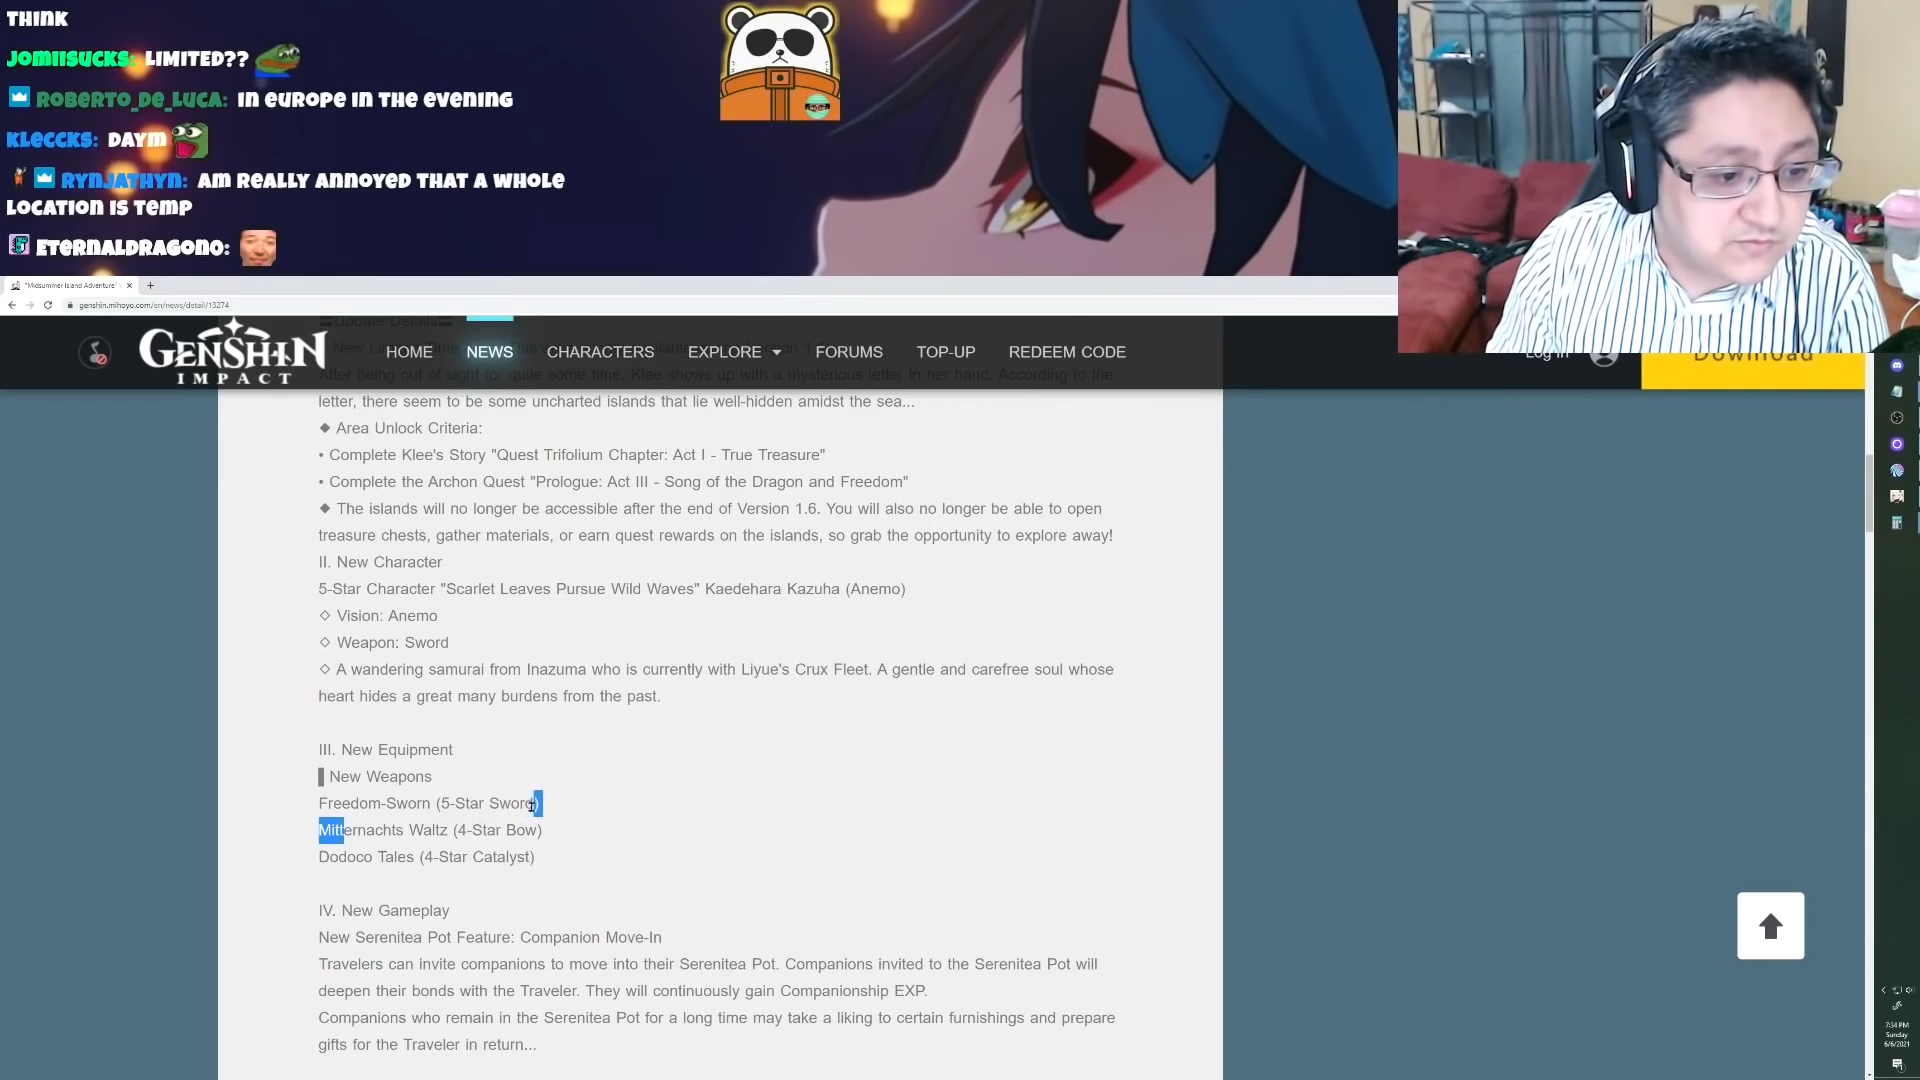 THINK
JOMIISUCKS: LIMITED??
ROBERTO_DE_LUCA: IN EUROPE IN THE EVENING
KLECCKS: DAYM
RYNJATHYN: AM REALLY ANNOYED THAT A WHOLE
LOCATION IS TEMP
ETERNALDRAGONO:
"Midsummer Island Adventure"
genshin.mihoyo.com/en/news/detail/13274
GENSHIN
IMPACT
HOME NEWS CHARACTERS EXPLORE FORUMS TOP-UP REDEEM CODE Log in Download
Update Details
After being out of sight for quite some time, Klee shows up with a mysterious letter in her hand. According to the
letter, there seem to be some uncharted islands that lie well-hidden amidst the sea...
◆ Area Unlock Criteria:
• Complete Klee's Story "Quest Trifolium Chapter: Act I - True Treasure"
• Complete the Archon Quest "Prologue: Act III - Song of the Dragon and Freedom"
◆ The islands will no longer be accessible after the end of Version 1.6. You will also no longer be able to open
treasure chests, gather materials, or earn quest rewards on the islands, so grab the opportunity to explore away!
II. New Character
5-Star Character "Scarlet Leaves Pursue Wild Waves" Kaedehara Kazuha (Anemo)
◇ Vision: Anemo
◇ Weapon: Sword
◇ A wandering samurai from Inazuma who is currently with Liyue's Crux Fleet. A gentle and carefree soul whose
heart hides a great many burdens from the past.
III. New Equipment
▌New Weapons
Freedom-Sworn (5-Star Sword)
Mitternachts Waltz (4-Star Bow)
Dodoco Tales (4-Star Catalyst)
IV. New Gameplay
New Serenitea Pot Feature: Companion Move-In
Travelers can invite companions to move into their Serenitea Pot. Companions invited to the Serenitea Pot will
deepen their bonds with the Traveler. They will continuously gain Companionship EXP.
Companions who remain in the Serenitea Pot for a long time may take a liking to certain furnishings and prepare
gifts for the Traveler in return...
7:34 PM
Sunday
6/6/2021